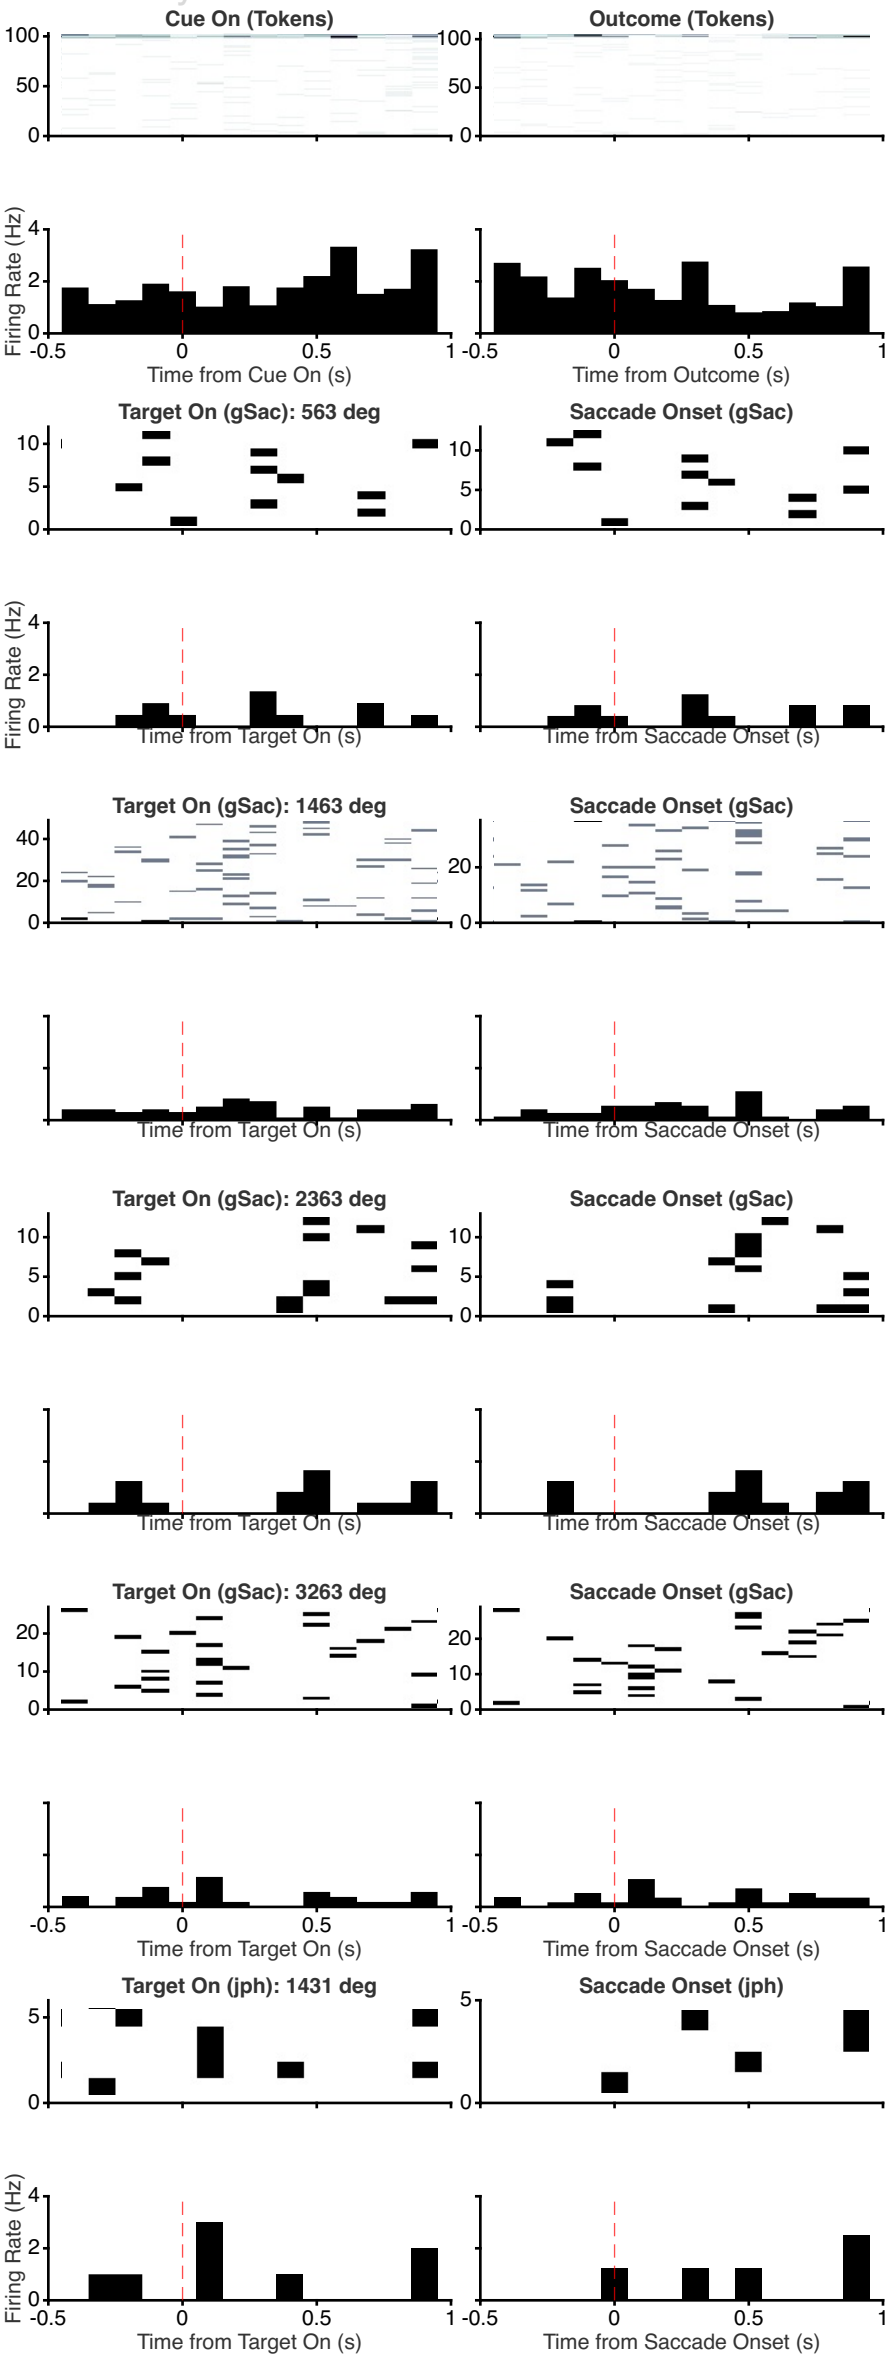 Cue On (Tokens) Outcome (Tokens)
100 100
50 50
0 0
Firing Rate (Hz)
4
2
0
-0.5 0 0.5 1 -0.5 0 0.5 1
Time from Cue On (s) Time from Outcome (s)
Target On (gSac): 563 deg Saccade Onset (gSac)
10 10
5 5
0 0
Firing Rate (Hz)
4
2
0
Time from Target On (s) Time from Saccade Onset (s)
Target On (gSac): 1463 deg Saccade Onset (gSac)
40
20 20
0 0
Time from Target On (s) Time from Saccade Onset (s)
Target On (gSac): 2363 deg Saccade Onset (gSac)
10 10
5 5
0 0
Time from Target On (s) Time from Saccade Onset (s)
Target On (gSac): 3263 deg Saccade Onset (gSac)
20 20
10 10
0 0
-0.5 0 0.5 1 -0.5 0 0.5 1
Time from Target On (s) Time from Saccade Onset (s)
Target On (jph): 1431 deg Saccade Onset (jph)
5 5
0 0
Firing Rate (Hz)
4
2
0
-0.5 0 0.5 1 -0.5 0 0.5 1
Time from Target On (s) Time from Saccade Onset (s)